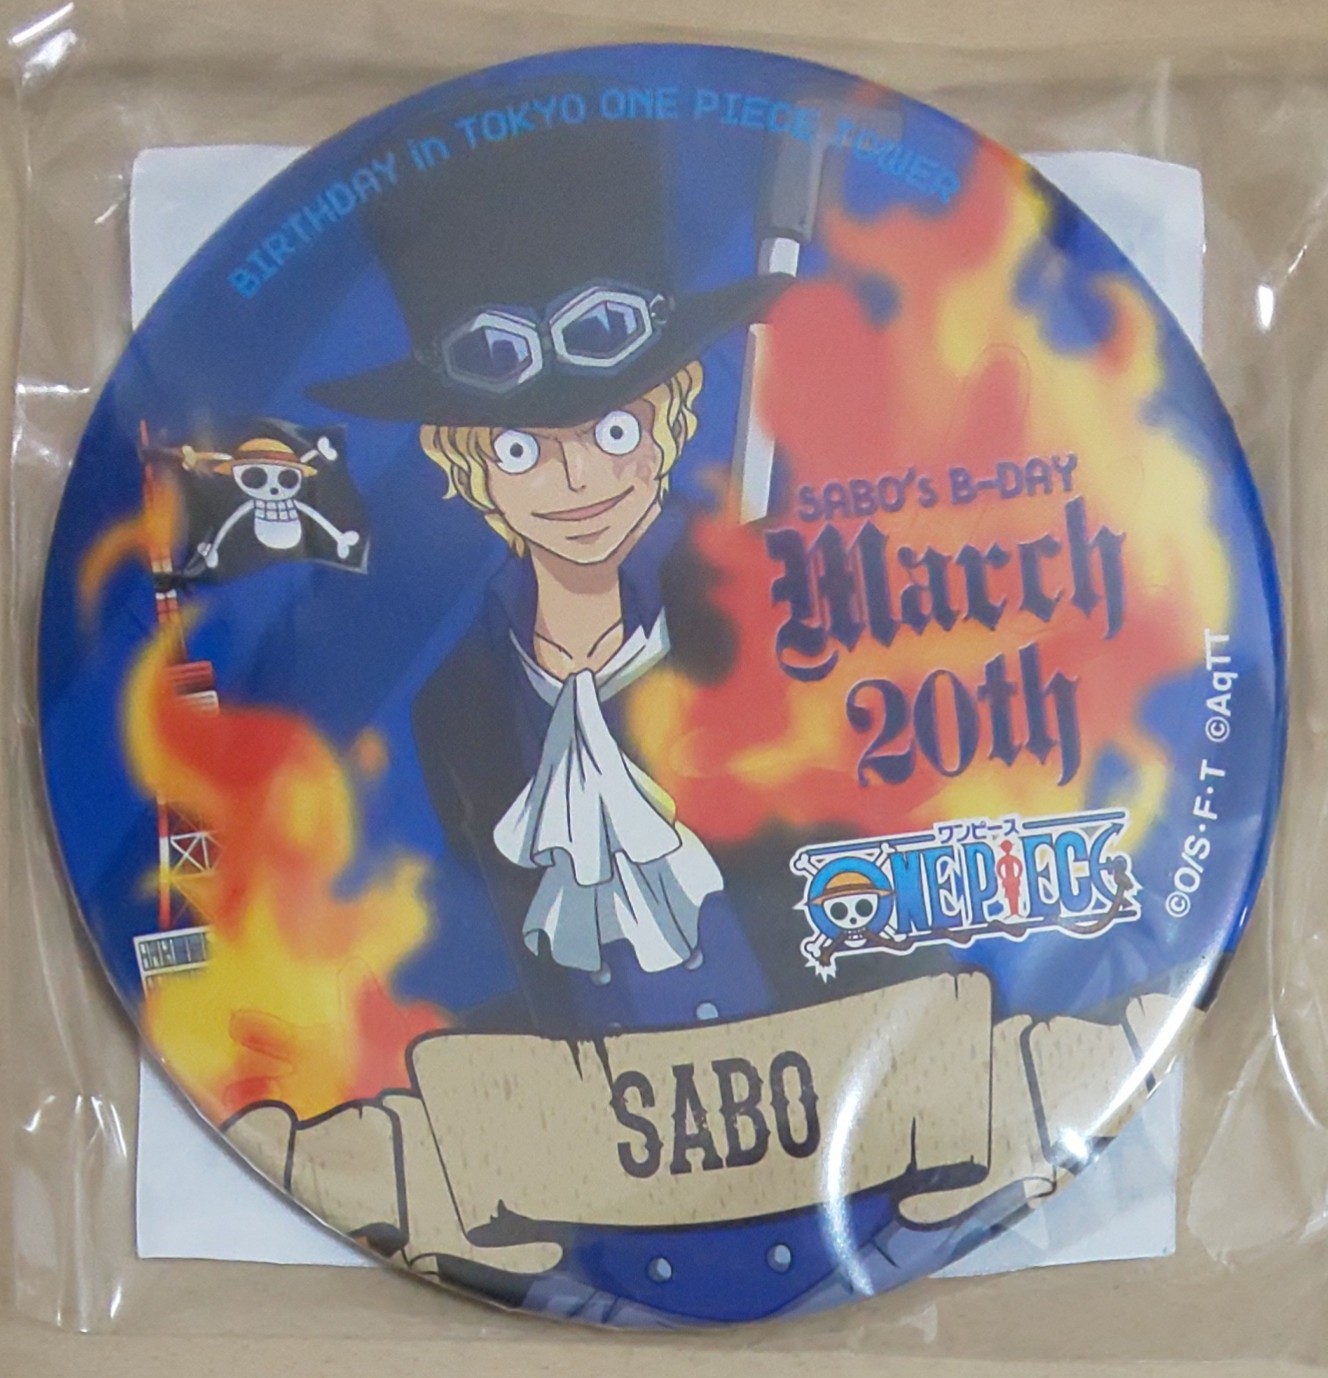 BIRTHDAY in TOKYO ONE PIECE TOWER
SABO's B-DAY
March
20th
ワンピース
ONE PIECE
©O/S・F・T ©AqTT
SABO